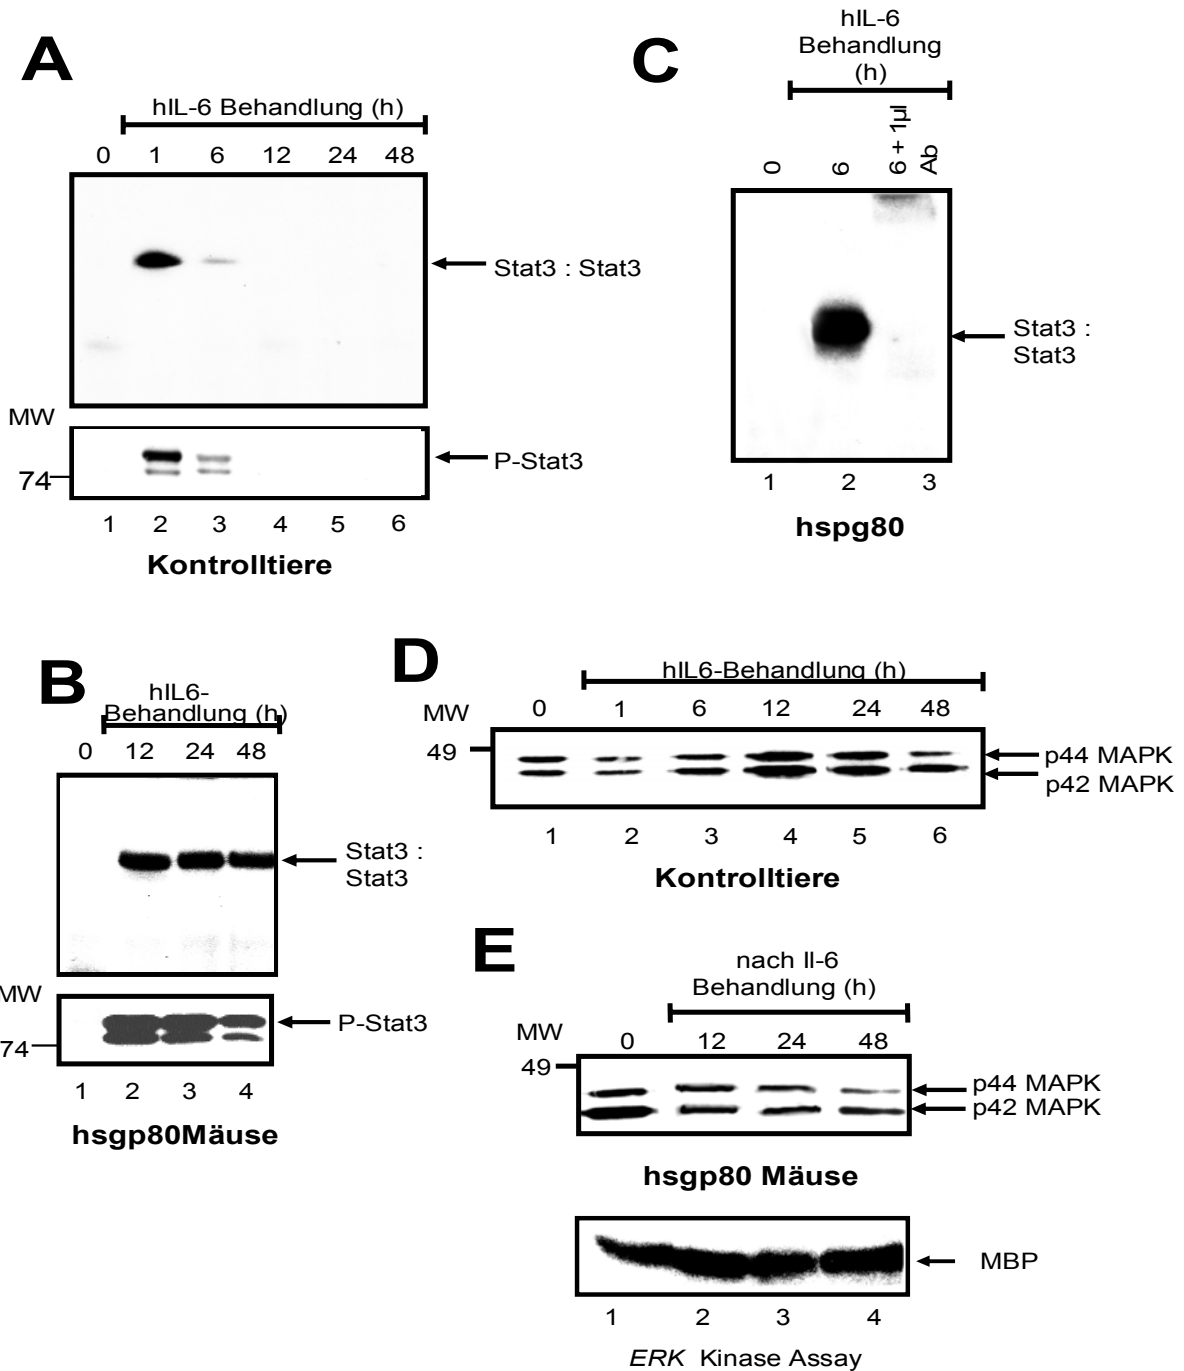 A
hIL-6 Behandlung (h)
0 1 6 12 24 48
Stat3 : Stat3
MW
P-Stat3
74
1 2 3 4 5 6
Kontrolltiere
C
hIL-6
Behandlung
(h)
0 6 6 + 1µl
Ab
Stat3 :
Stat3
1 2 3
hspg80
B
hIL6-
Behandlung (h)
0 12 24 48
Stat3 :
Stat3
MW
P-Stat3
74
1 2 3 4
hsgp80Mäuse
D
hIL6-Behandlung (h)
MW 0 1 6 12 24 48
49
p44 MAPK
p42 MAPK
1 2 3 4 5 6
Kontrolltiere
E
nach Il-6
Behandlung (h)
MW 0 12 24 48
49
p44 MAPK
p42 MAPK
hsgp80 Mäuse
MBP
1 2 3 4
ERK Kinase Assay